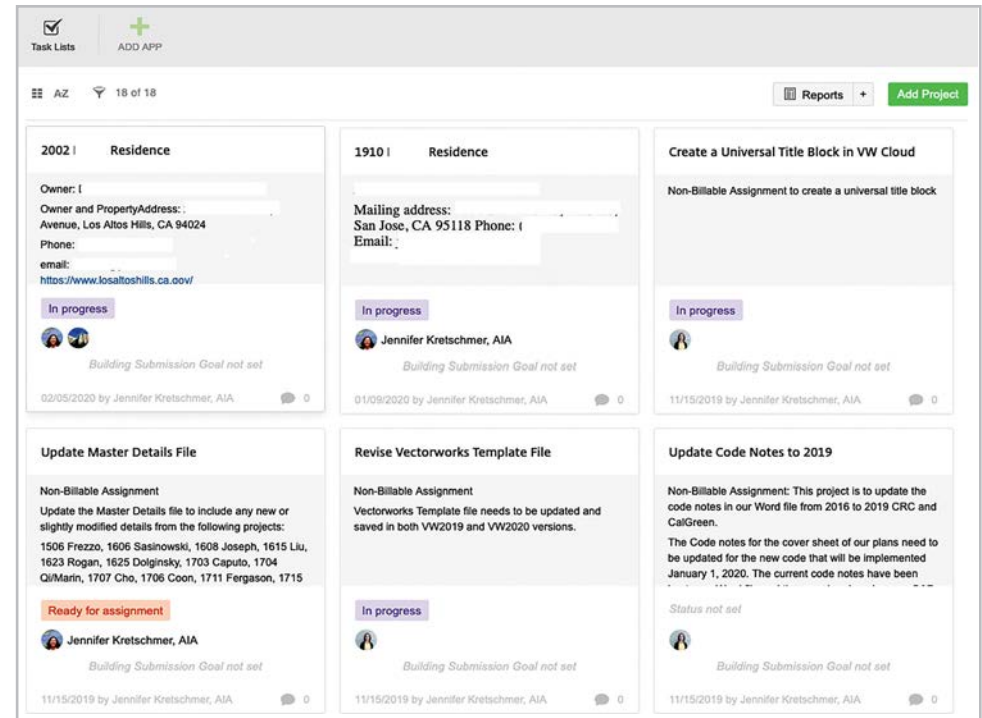 Task Lists
ADD APP
AZ
18 of 18
Reports
+
Add Project
2002
Residence
Owner:
Owner and PropertyAddress:
Avenue, Los Altos Hills, CA 94024
Phone:
email:
https://www.losaltoshills.ca.gov/
In progress
Building Submission Goal not set
02/05/2020 by Jennifer Kretschmer, AIA
0
1910
Residence
Mailing address:
San Jose, CA 95118 Phone: (
Email:
In progress
Jennifer Kretschmer, AIA
Building Submission Goal not set
01/09/2020 by Jennifer Kretschmer, AIA
0
Create a Universal Title Block in VW Cloud
Non-Billable Assignment to create a universal title block
In progress
Building Submission Goal not set
11/15/2019 by Jennifer Kretschmer, AIA
0
Update Master Details File
Non-Billable Assignment
Update the Master Details file to include any new or
slightly modified details from the following projects:
1506 Frezzo, 1606 Sasinowski, 1608 Joseph, 1615 Liu,
1623 Rogan, 1625 Dolginsky, 1703 Caputo, 1704
Qi/Marin, 1707 Cho, 1706 Coon, 1711 Fergason, 1715
Ready for assignment
Jennifer Kretschmer, AIA
Building Submission Goal not set
11/15/2019 by Jennifer Kretschmer, AIA
0
Revise Vectorworks Template File
Non-Billable Assignment
Vectorworks Template file needs to be updated and
saved in both VW2019 and VW2020 versions.
In progress
Building Submission Goal not set
11/15/2019 by Jennifer Kretschmer, AIA
0
Update Code Notes to 2019
Non-Billable Assignment: This project is to update the
code notes in our Word file from 2016 to 2019 CRC and
CalGreen.
The Code notes for the cover sheet of our plans need to
be updated for the new code that will be implemented
January 1, 2020. The current code notes have been
Status not set
Building Submission Goal not set
11/15/2019 by Jennifer Kretschmer, AIA
0